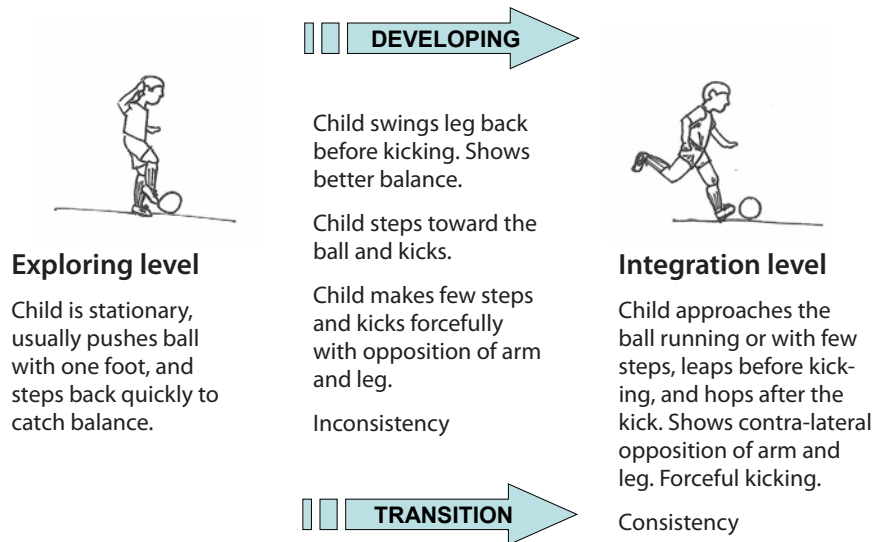 Exploring level
Child is stationary,
usually pushes ball
with one foot, and
steps back quickly to
catch balance.
DEVELOPING
Child swings leg back
before kicking. Shows
better balance.
Child steps toward the
ball and kicks.
Child makes few steps
and kicks forcefully
with opposition of arm
and leg.
Inconsistency
TRANSITION
Integration level
Child approaches the
ball running or with few
steps, leaps before kick-
ing, and hops after the
kick. Shows contra-lateral
opposition of arm and
leg. Forceful kicking.
Consistency